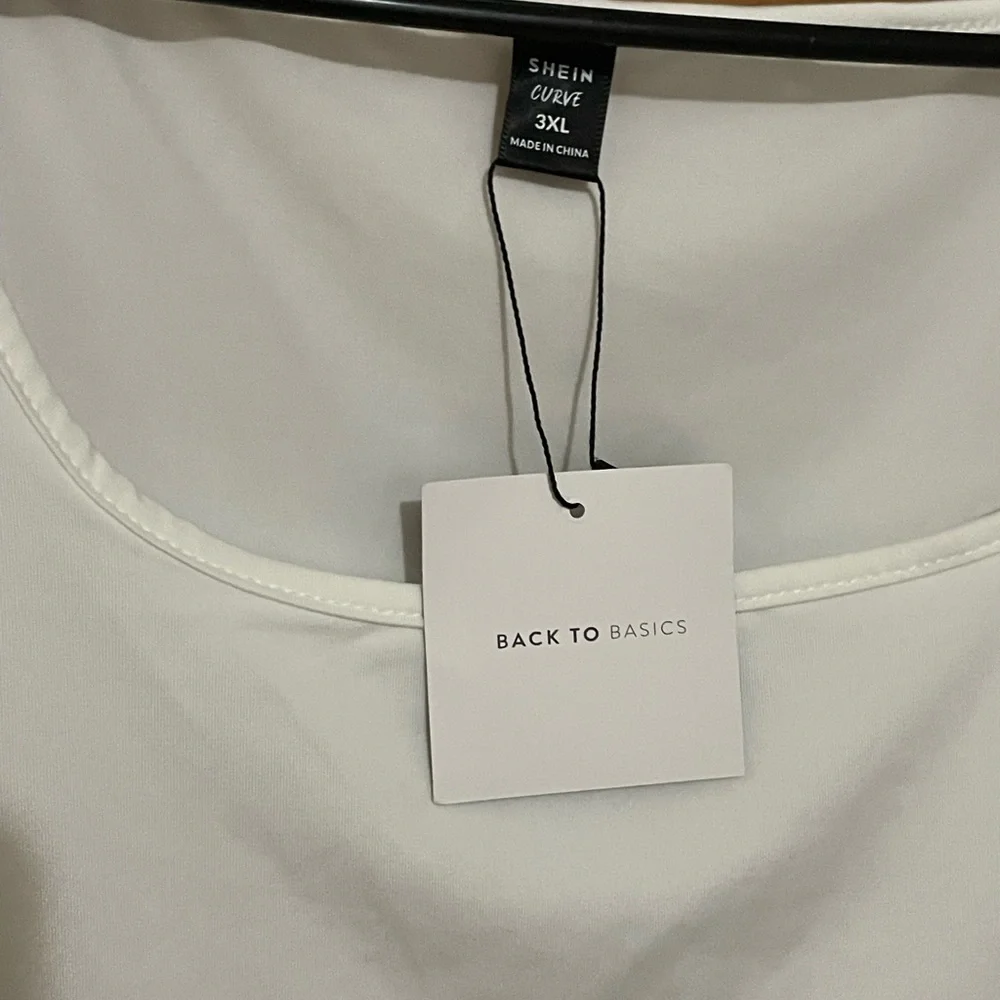 SHEIN
CURVE
3XL
MADE IN CHINA
BACK TO BASICS